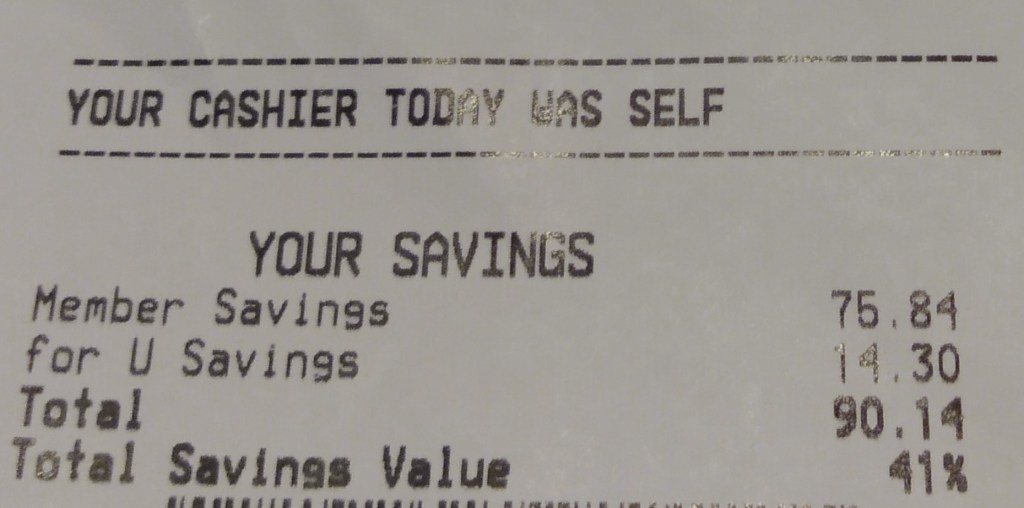 YOUR CASHIER TODAY WAS SELF
YOUR SAVINGS
Member Savings 75.84
for U Savings 14.30
Total 90.14
Total Savings Value 41%